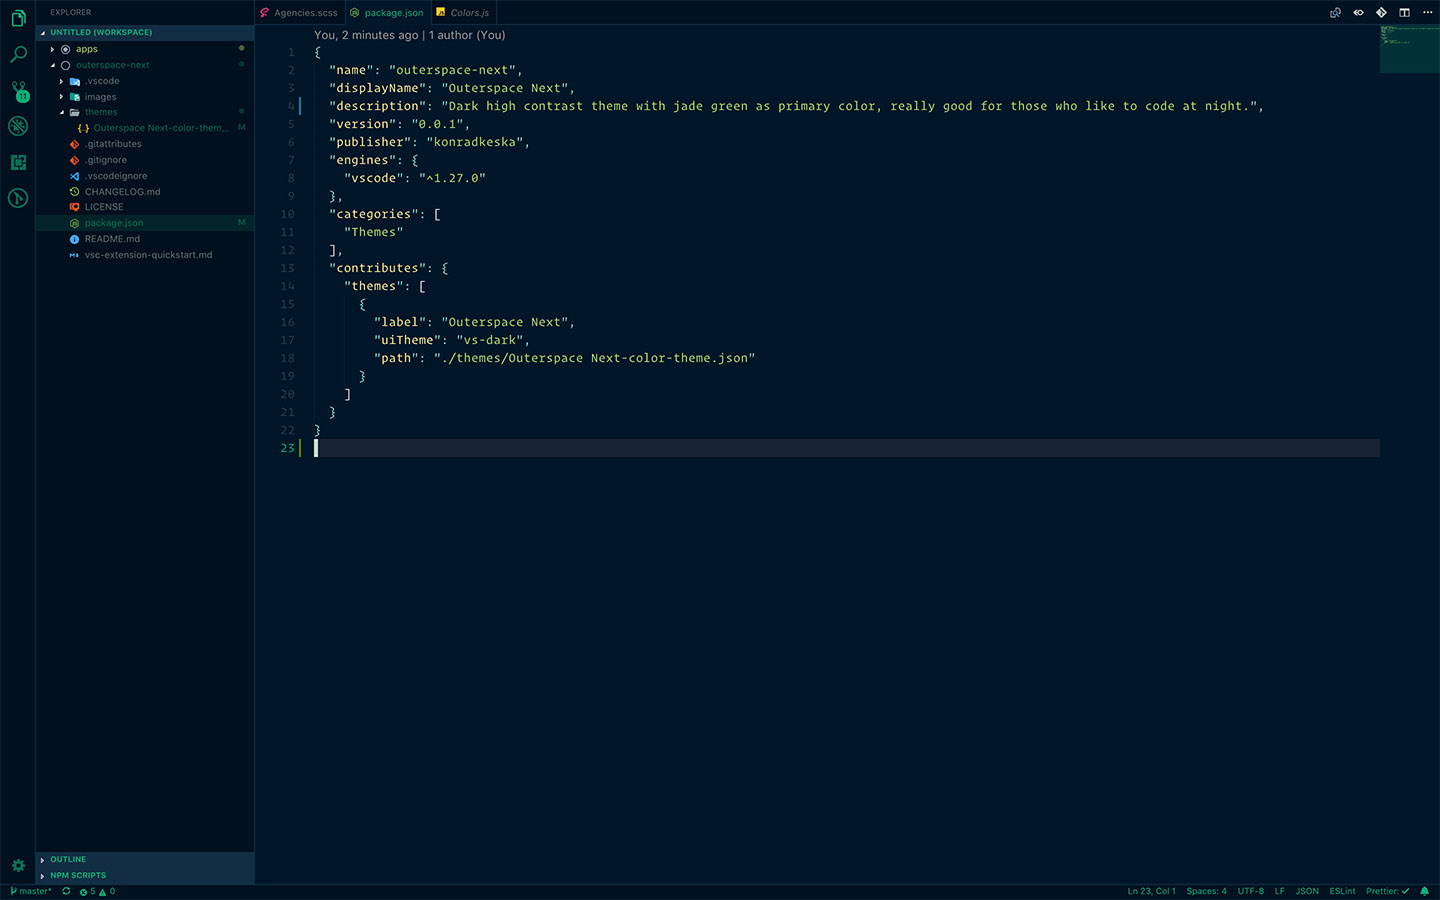 EXPLORER
UNTITLED (WORKSPACE)
apps
outerspace-next
.vscode
images
themes
Outerspace Next-color-them... M
.gitattributes
.gitignore
.vscodeignore
CHANGELOG.md
LICENSE
package.json M
README.md
vsc-extension-quickstart.md
OUTLINE
NPM SCRIPTS
11
Agencies.scss package.json Colors.js
You, 2 minutes ago | 1 author (You)
1 {
2 "name": "outerspace-next",
3 "displayName": "Outerspace Next",
4 "description": "Dark high contrast theme with jade green as primary color, really good for those who like to code at night.",
5 "version": "0.0.1",
6 "publisher": "konradkeska",
7 "engines": {
8 "vscode": "^1.27.0"
9 },
10 "categories": [
11 "Themes"
12 ],
13 "contributes": {
14 "themes": [
15 {
16 "label": "Outerspace Next",
17 "uiTheme": "vs-dark",
18 "path": "./themes/Outerspace Next-color-theme.json"
19 }
20 ]
21 }
22 }
23
master* 5 0 Ln 23, Col 1 Spaces: 4 UTF-8 LF JSON ESLint Prettier: ✓